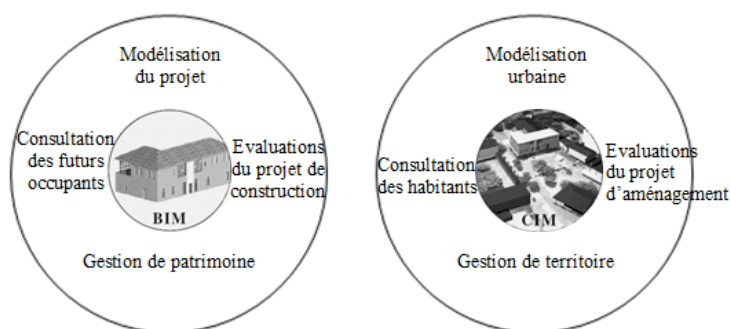 Modélisation
du projet
Consultation
des futurs
occupants
Evaluations
du projet de
construction
BIM
Gestion de patrimoine
Modélisation
urbaine
Consultation
des habitants
Evaluations
du projet
d’aménagement
CIM
Gestion de territoire